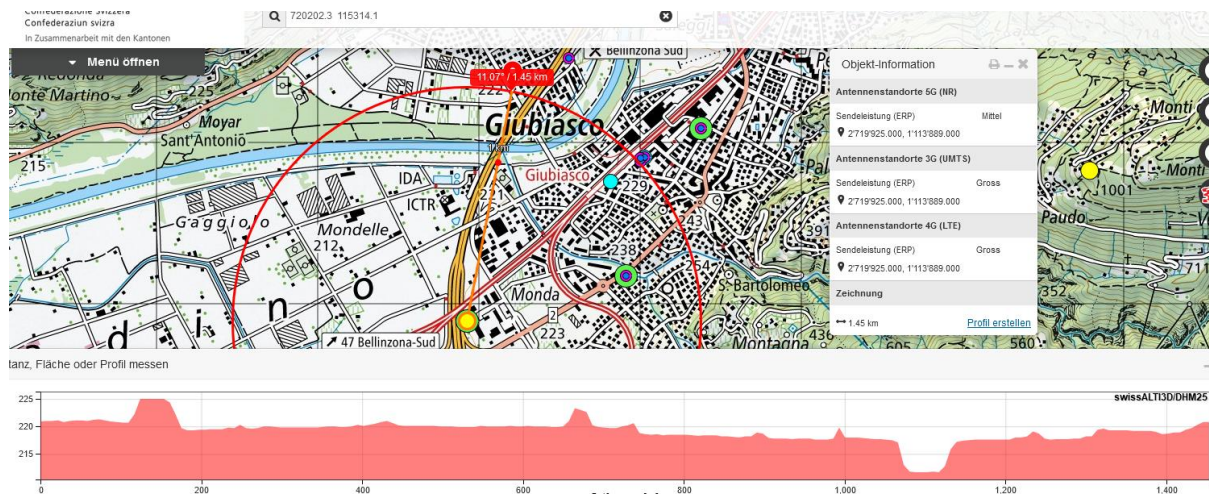 Confederazione Svizzera
Confederaziun svizra
In Zusammenarbeit mit den Kantonen
720202.3 115314.1
Menü öffnen
Bellinzona Sud
11.07° / 1.45 km
222
714
225
Monte Martino
Moyar
Sant'Antonio
Giubiasco
1 km
215
IDA
ICTR
Giubiasco
229
Gaggiolo
Mondelle
212
238
243
391
Monda
S. Bartolomeo
2
223
47 Bellinzona-Sud
Montagna
436
605
560
352
Monti
1001
Paudo
711
Objekt-Information
Antennenstandorte 5G (NR)
Sendeleistung (ERP) Mittel
2'719'925.000, 1'113'889.000
Antennenstandorte 3G (UMTS)
Sendeleistung (ERP) Gross
2'719'925.000, 1'113'889.000
Antennenstandorte 4G (LTE)
Sendeleistung (ERP) Gross
2'719'925.000, 1'113'889.000
Zeichnung
1.45 km Profil erstellen
tanz, Fläche oder Profil messen
swissALTI3D/DHM25
225
220
215
0 200 400 600 800 1,000 1,200 1,400